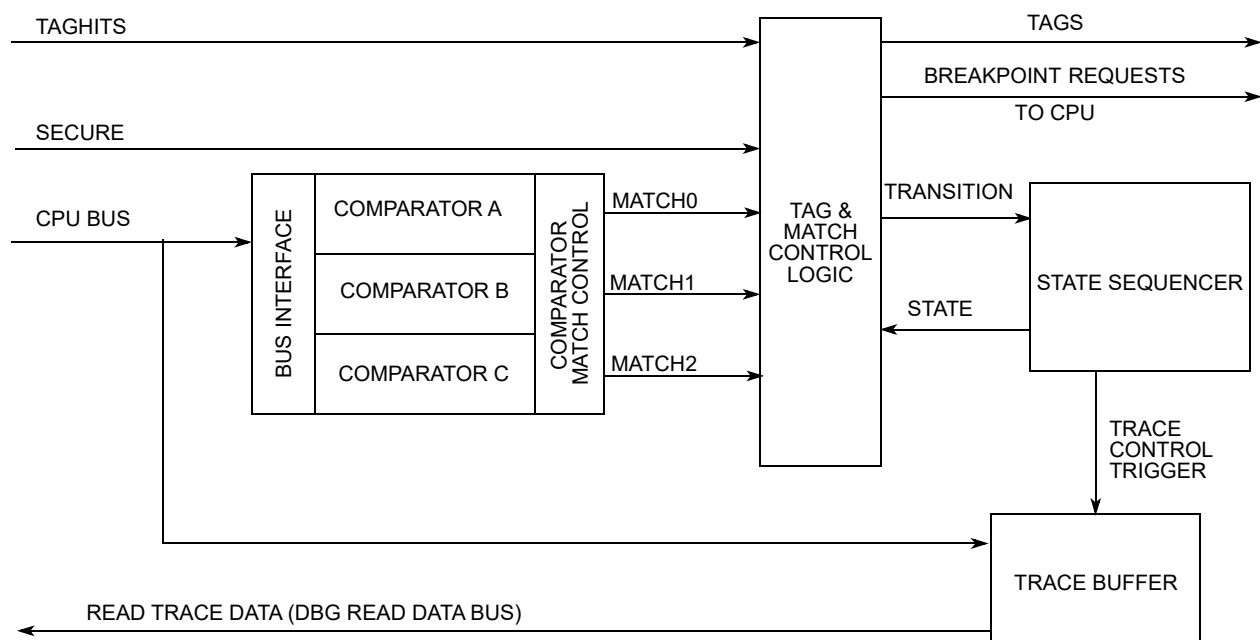 TAGHITS
TAGS
BREAKPOINT REQUESTS
TO CPU
SECURE
CPU BUS
BUS INTERFACE
COMPARATOR A
COMPARATOR B
COMPARATOR C
COMPARATOR
MATCH CONTROL
MATCH0
MATCH1
MATCH2
TAG &
MATCH
CONTROL
LOGIC
TRANSITION
STATE
STATE SEQUENCER
TRACE
CONTROL
TRIGGER
TRACE BUFFER
READ TRACE DATA (DBG READ DATA BUS)